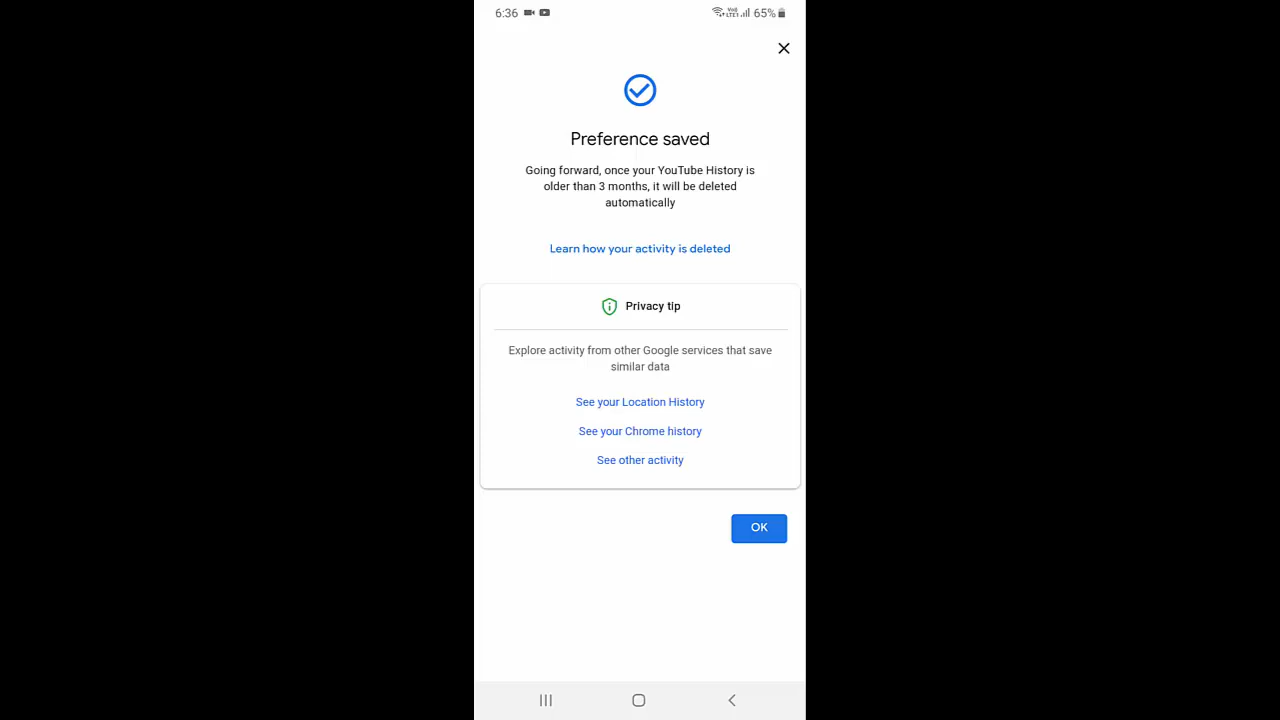 6:36
65%
Preference saved
Going forward, once your YouTube History is
older than 3 months, it will be deleted
automatically
Learn how your activity is deleted
Privacy tip
Explore activity from other Google services that save
similar data
See your Location History
See your Chrome history
See other activity
OK